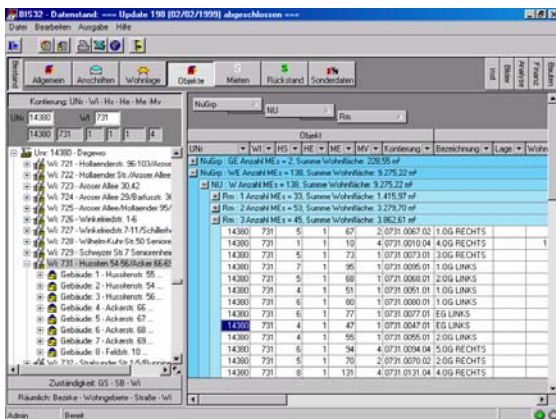 BIS32 - Datenstand: === Update 198 (02/02/1999) abgeschlossen ===
Datei Bearbeiten Ausgabe Hilfe
Bestand
Allgemein Anschriften Wohnlage Objekte Mieten Rückstand Sonderdaten
Inst Bilder Analyse Finanz Bauten
Kontierung: UNr - Wi - Hs - He - Me - Mv
UNr 14380 WI 731
14380 731 1 1 1 4
NuGrp NU Rm
Objekt
UNr WI HS HE ME MV Kontierung Bezeichnung Lage Wohn
NuGrp : GE Anzahl MEs = 2, Summe Wohnfläche: 228,55 m²
NuGrp : WE Anzahl MEs = 138, Summe Wohnfläche: 9.275,22 m²
NU : W Anzahl MEs = 138, Summe Wohnfläche: 9.275,22 m²
Rm : 1 Anzahl MEs = 33, Summe Wohnfläche: 1.415,97 m²
Rm : 2 Anzahl MEs = 53, Summe Wohnfläche: 3.279,70 m²
Rm : 3 Anzahl MEs = 45, Summe Wohnfläche: 3.862,61 m²
14380 731 5 1 67 2 0731.0067.02 1.OG RECHTS
14380 731 1 1 10 4 0731.0010.04 4.OG RECHTS 1
14380 731 5 1 73 1 0731.0073.01 3.OG RECHTS
14380 731 7 1 95 1 0731.0095.01 1.OG LINKS
14380 731 5 1 68 1 0731.0068.01 2.OG LINKS
14380 731 4 1 51 1 0731.0051.01 1.OG LINKS
14380 731 6 1 80 1 0731.0080.01 1.OG LINKS
14380 731 6 1 77 1 0731.0077.01 EG LINKS
14380 731 4 1 47 1 0731.0047.01 EG LINKS
14380 731 4 1 55 1 0731.0055.01 2.OG LINKS
14380 731 6 1 94 4 0731.0094.04 5.OG RECHTS
14380 731 5 1 70 2 0731.0070.02 2.OG RECHTS
14380 731 8 1 131 4 0731.0131.04 4.OG RECHTS
Unr: 14380 - Degewo
Wi: 721 - Hollaenderstr. 96-103/Aroser
Wi: 722 - Hollaender Str./Aroser Allee
Wi: 723 - Aroser Allee 30,42
Wi: 724 - Aroser Allee 29/Barfusstr.
Wi: 725 - Aroser Allee/Hollaender 95/
Wi: 726 - Winkelriedstr. 1-6
Wi: 727 - Winkelriedstr. 7-11/Schillerh
Wi: 728 - Wilhelm-Kuhr-Str.50 Seniore
Wi: 729 - Schwyzer Str.7 Seniorenhei
Wi: 731 - Hussiten 54-56/Acker 66-69
Gebäude: 1 - Hussitenstr. 55 ...
Gebäude: 2 - Hussitenstr. 54 ...
Gebäude: 3 - Hussitenstr. 56 ...
Gebäude: 4 - Ackerstr. 66 ...
Gebäude: 5 - Ackerstr. 67 ...
Gebäude: 6 - Ackerstr. 68 ...
Gebäude: 7 - Ackerstr. 69 ...
Gebäude: 8 - Feldstr. 10 ...
Zuständigkeit: GS - SB - Wi
Räumlich: Bezirke - Wohngebiete - Straße - Wi
Admin Bereit